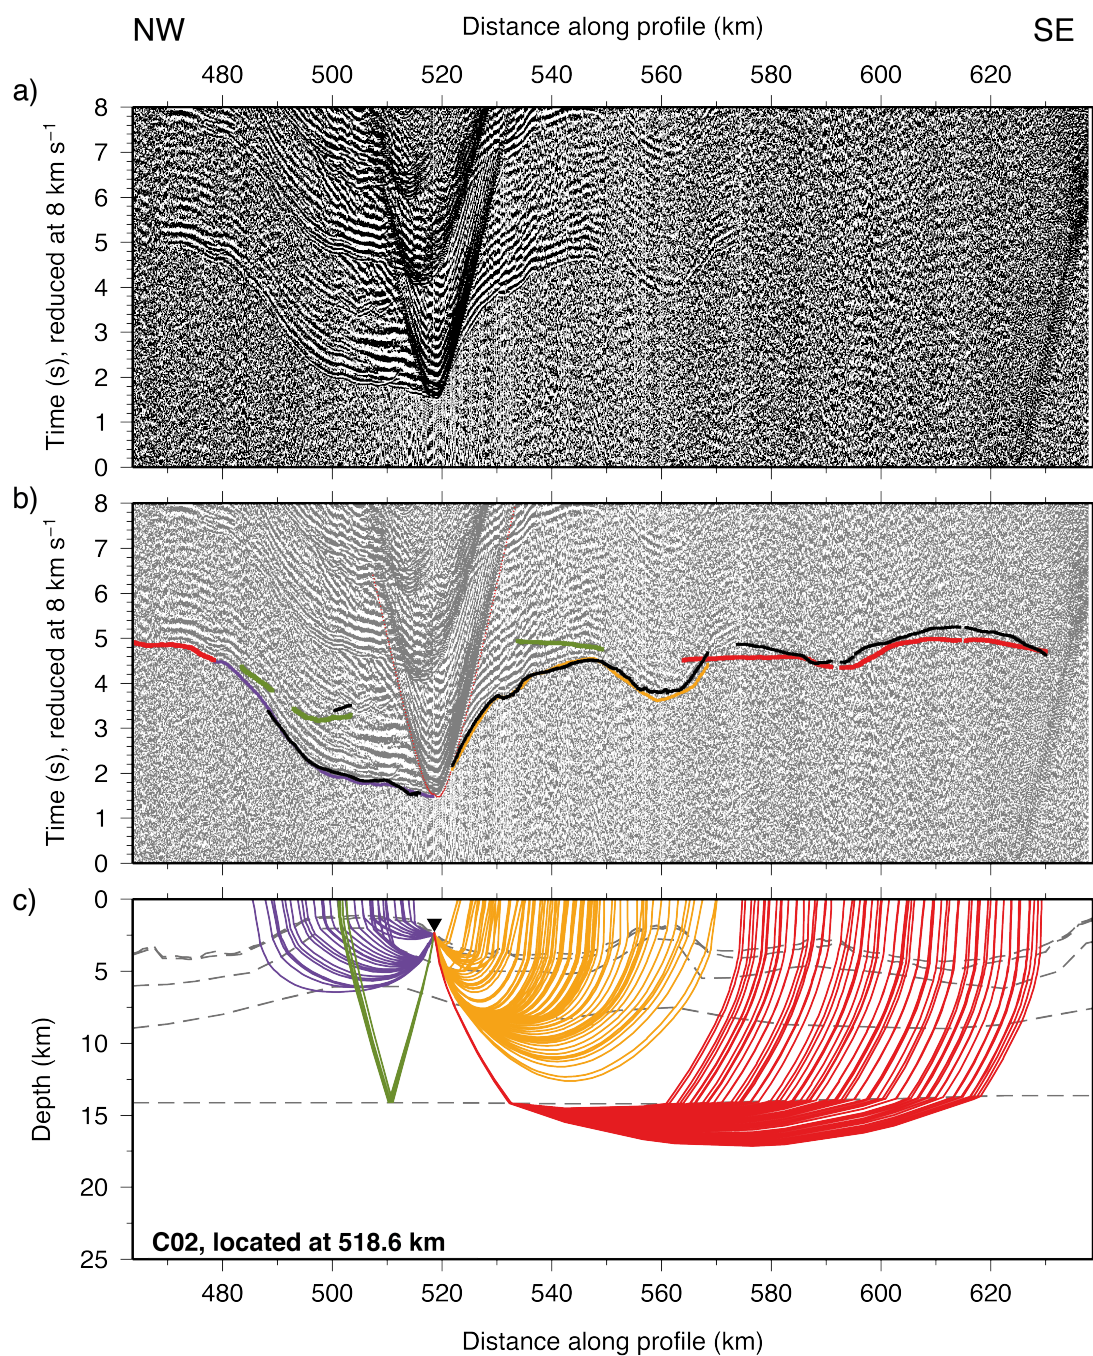 NW Distance along profile (km) SE
480 500 520 540 560 580 600 620
a)
Time (s), reduced at 8 km s⁻¹
8
7
6
5
4
3
2
1
0
b)
Time (s), reduced at 8 km s⁻¹
8
7
6
5
4
3
2
1
0
c)
Depth (km)
0
5
10
15
20
25
C02, located at 518.6 km
480 500 520 540 560 580 600 620
Distance along profile (km)